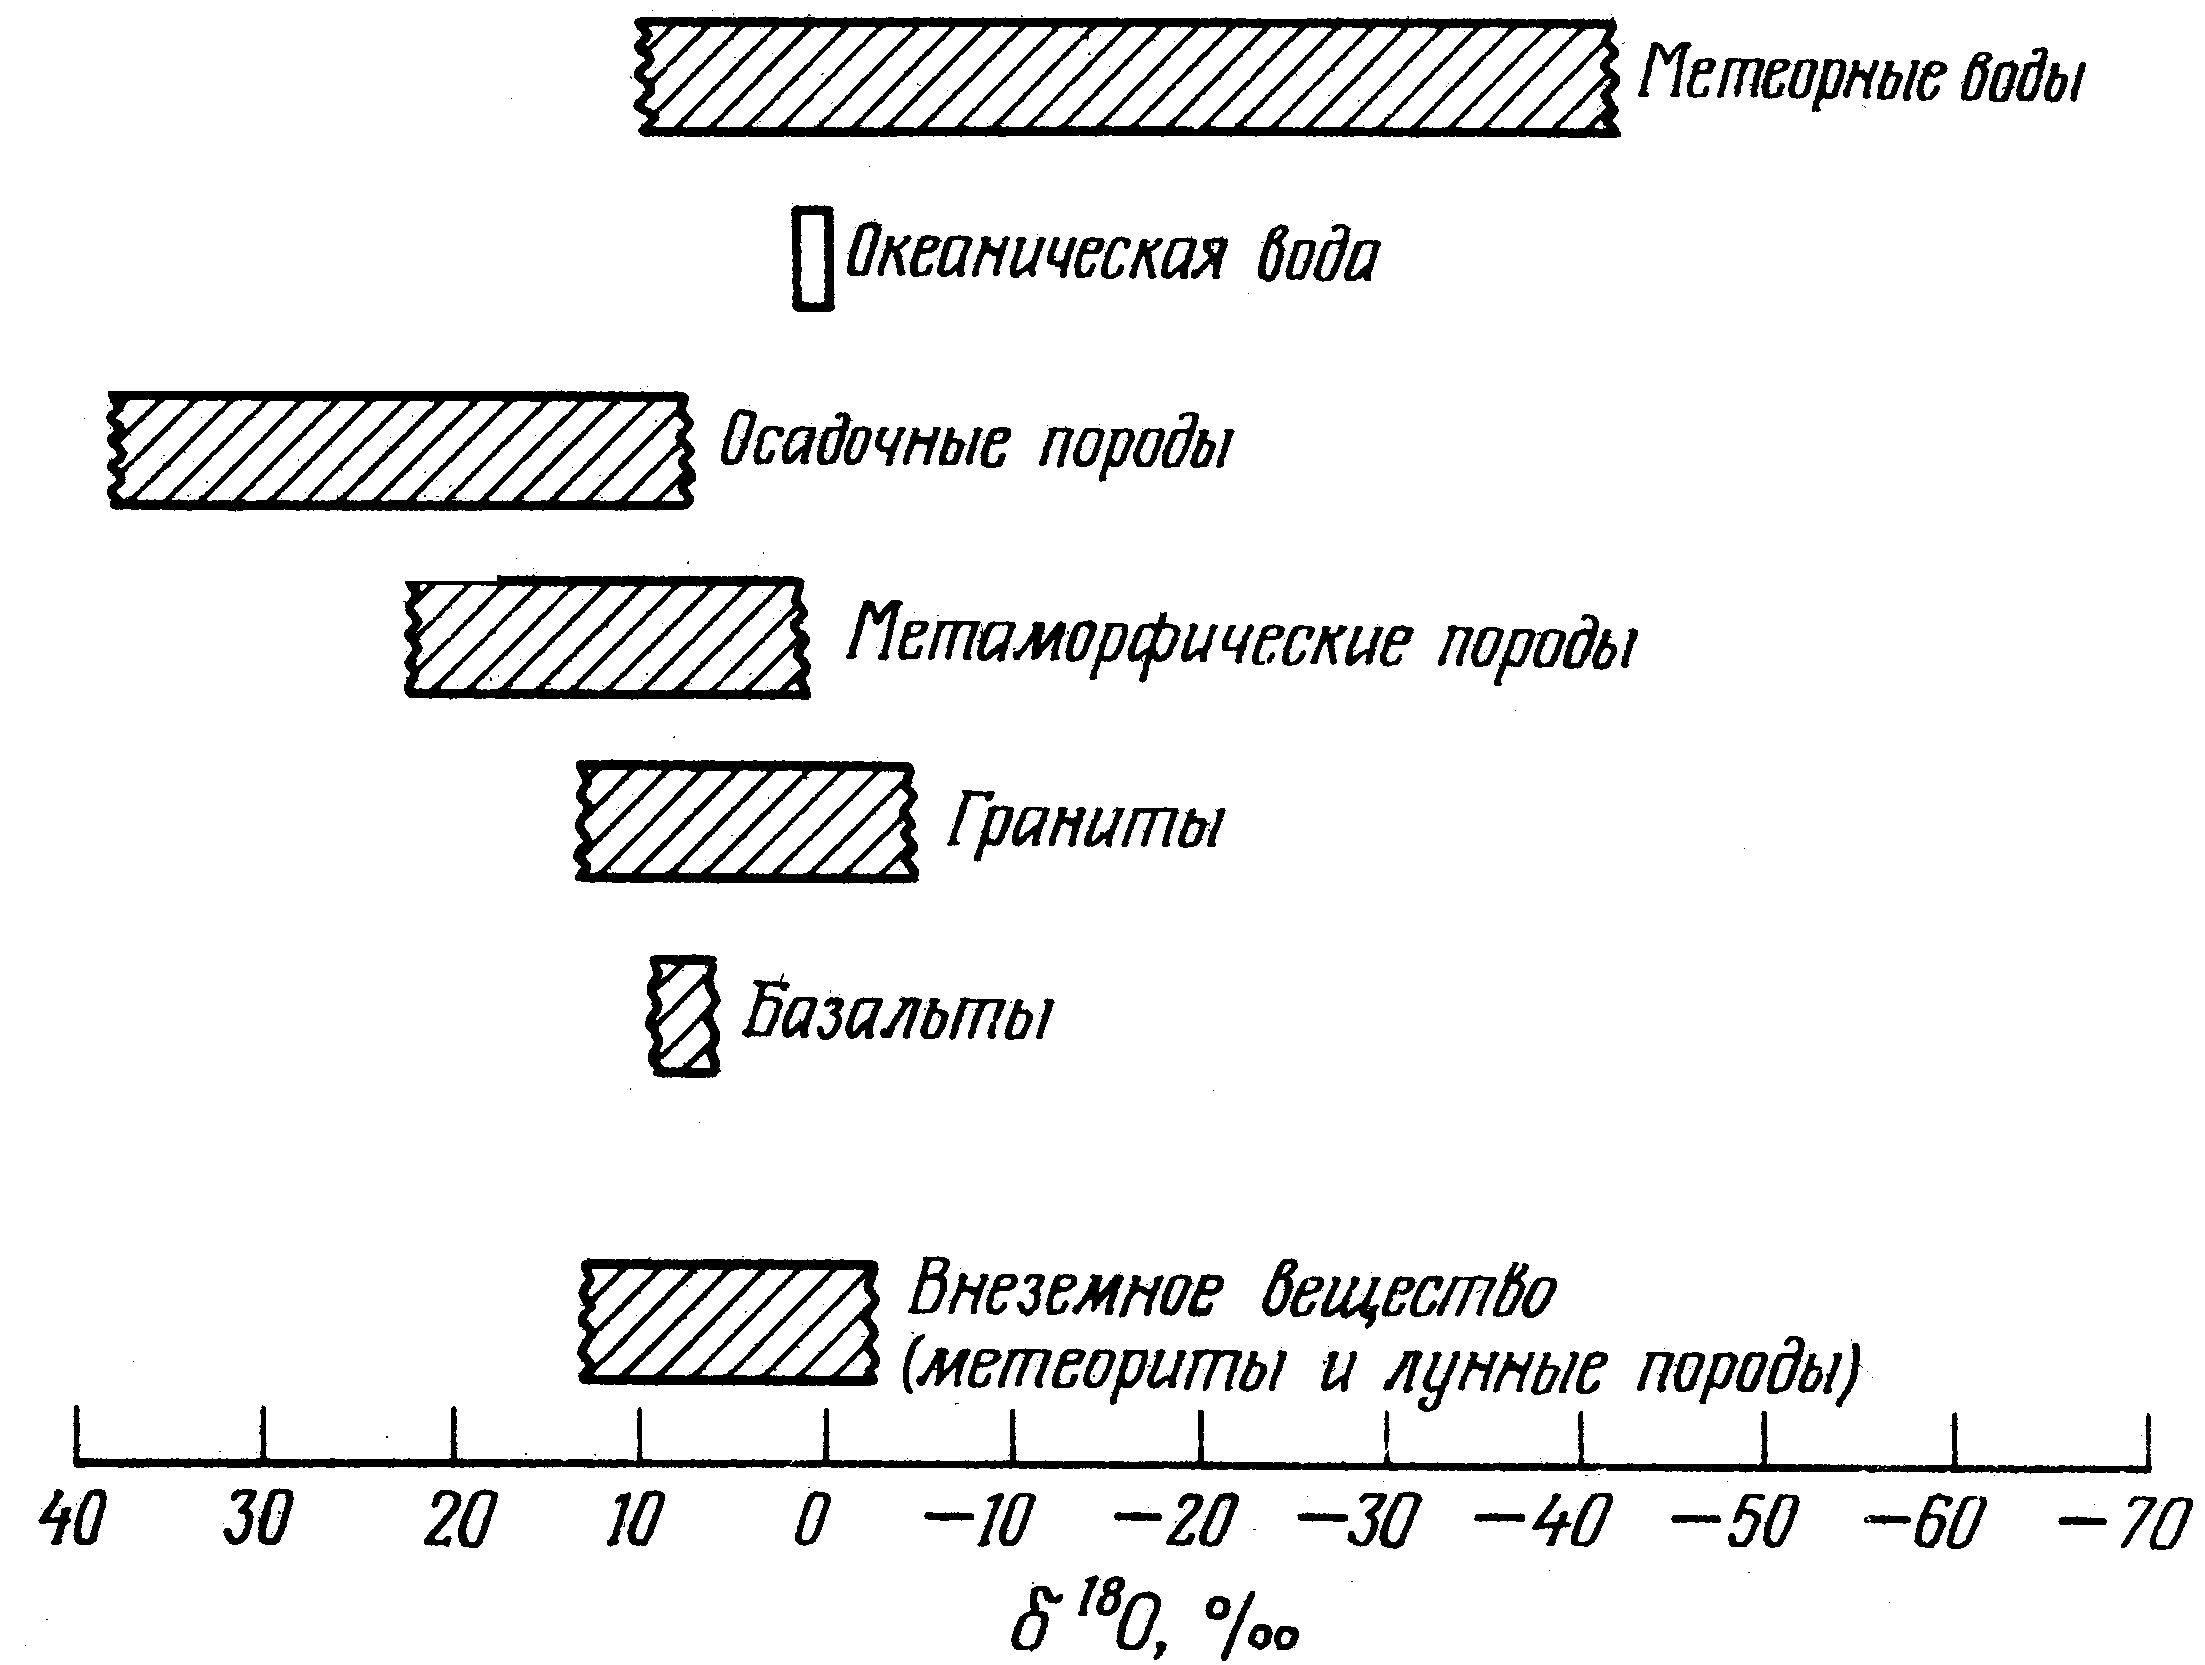 Метеорные воды
Океаническая вода
Осадочные породы
Метаморфические породы
Граниты
Базальты
Внеземное вещество
(метеориты и лунные породы)
40 30 20 10 0 –10 –20 –30 –40 –50 –60 –70
δ ¹⁸O, ‰